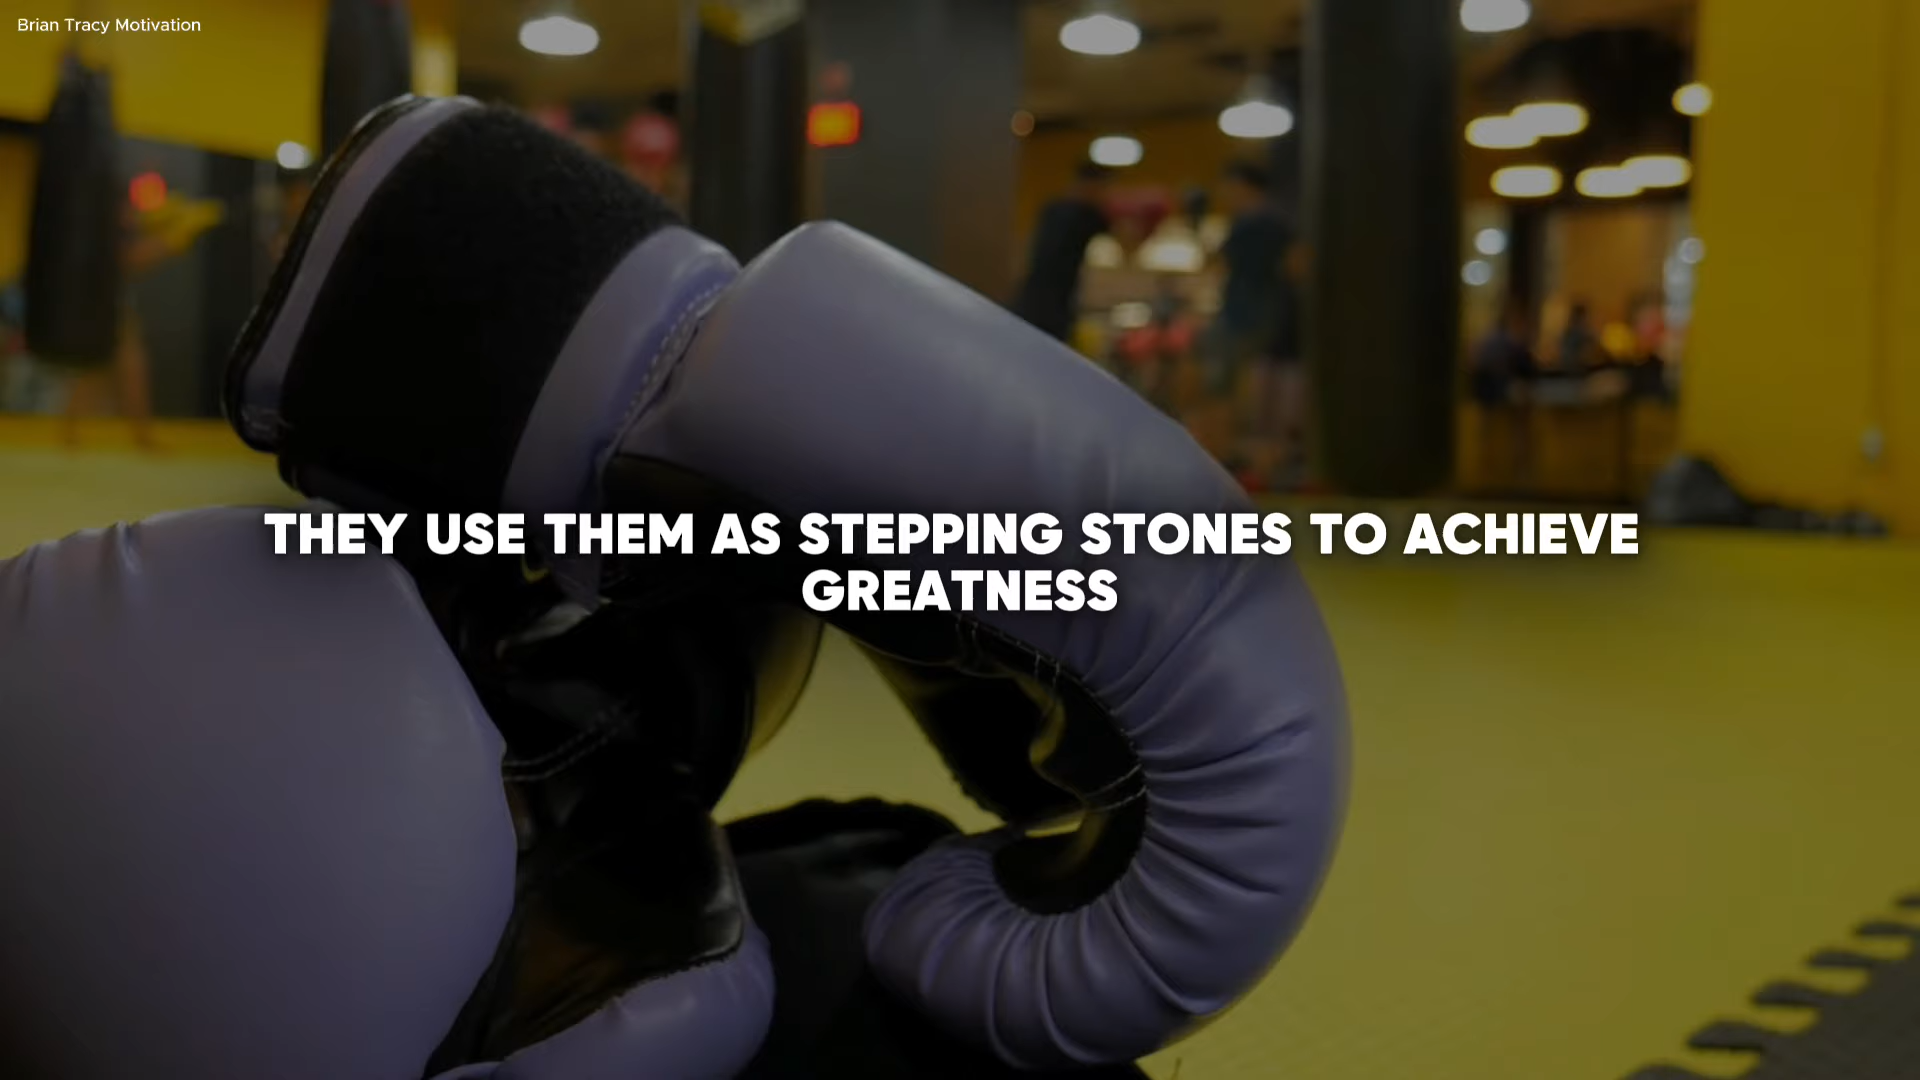 Brian Tracy Motivation
THEY USE THEM AS STEPPING STONES TO ACHIEVE
GREATNESS